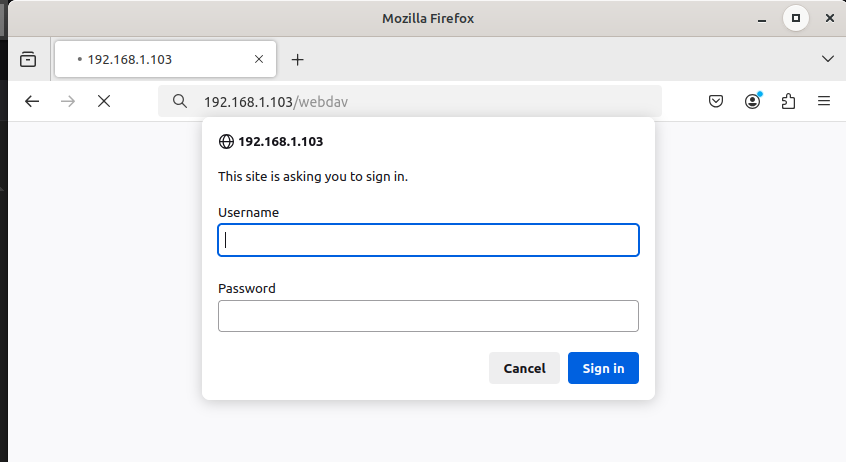 Mozilla Firefox
192.168.1.103
192.168.1.103/webdav
192.168.1.103
This site is asking you to sign in.
Username
Password
Cancel Sign in